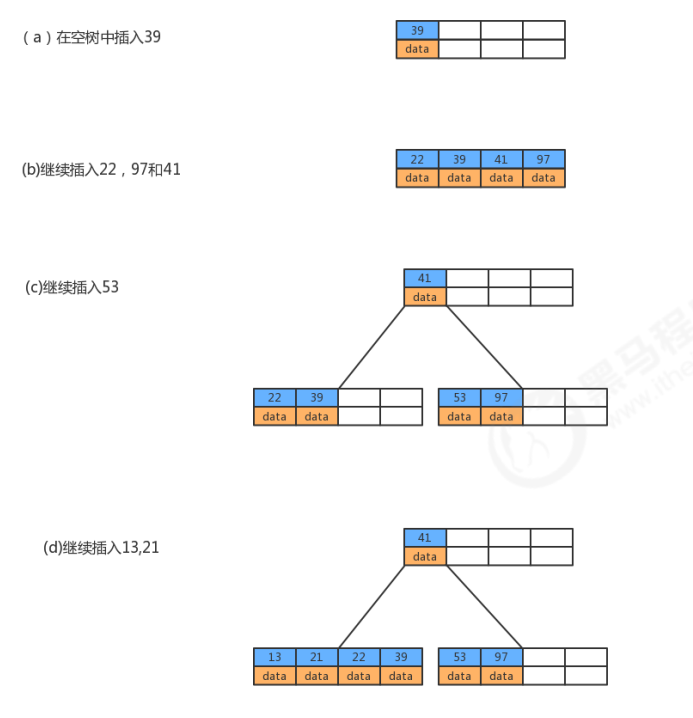 （a）在空树中插入39
39
data
(b)继续插入22，97和41
22 39 41 97
data data data data
(c)继续插入53
41
data
22 39 53 97
data data data data
(d)继续插入13,21
41
data
13 21 22 39 53 97
data data data data data data
黑马程
www.ithe